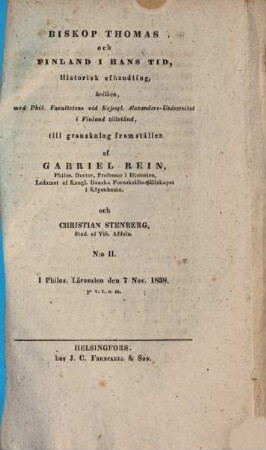 BISKOP THOMAS
och
FINLAND I HANS TID,
Historisk afhandling,
hvilken,
med Phil. Facultetens vid Kejserl. Alexanders-Universitet
i Finland tillstånd,
till granskning framställes
af
GABRIEL REIN,
Philos. Doctor, Professor i Historien,
Ledamot af Kongl. Danska Fornskrifts-Sällskapet
i Köpenhamn.
och
CHRISTIAN STENBERG,
Stud. af Vib. Afdeln.
N:o II.
I Philos. Lärosalen den 7 Nov. 1838.
p. v. t. e. m.
HELSINGFORS.
hos J. C. Frenckell & Son.